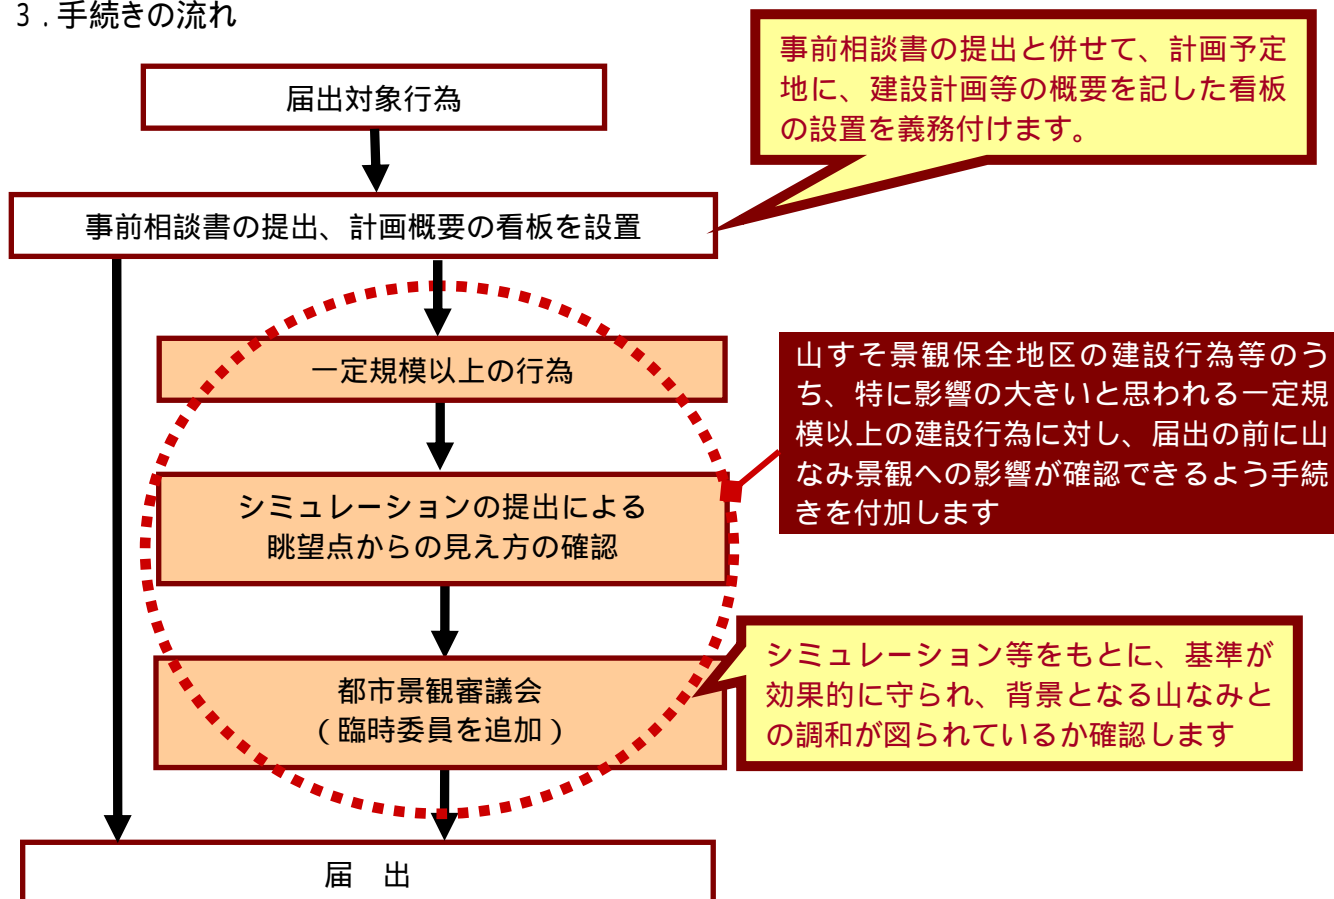 3．手続きの流れ
届出対象行為
事前相談書の提出と併せて、計画予定
地に、建設計画等の概要を記した看板
の設置を義務付けます。
事前相談書の提出、計画概要の看板を設置
一定規模以上の行為
山すそ景観保全地区の建設行為等のう
ち、特に影響の大きいと思われる一定規
模以上の建設行為に対し、届出の前に山
なみ景観への影響が確認できるよう手続
きを付加します
シミュレーションの提出による
眺望点からの見え方の確認
都市景観審議会
（臨時委員を追加）
シミュレーション等をもとに、基準が
効果的に守られ、背景となる山なみと
の調和が図られているか確認します
届　出